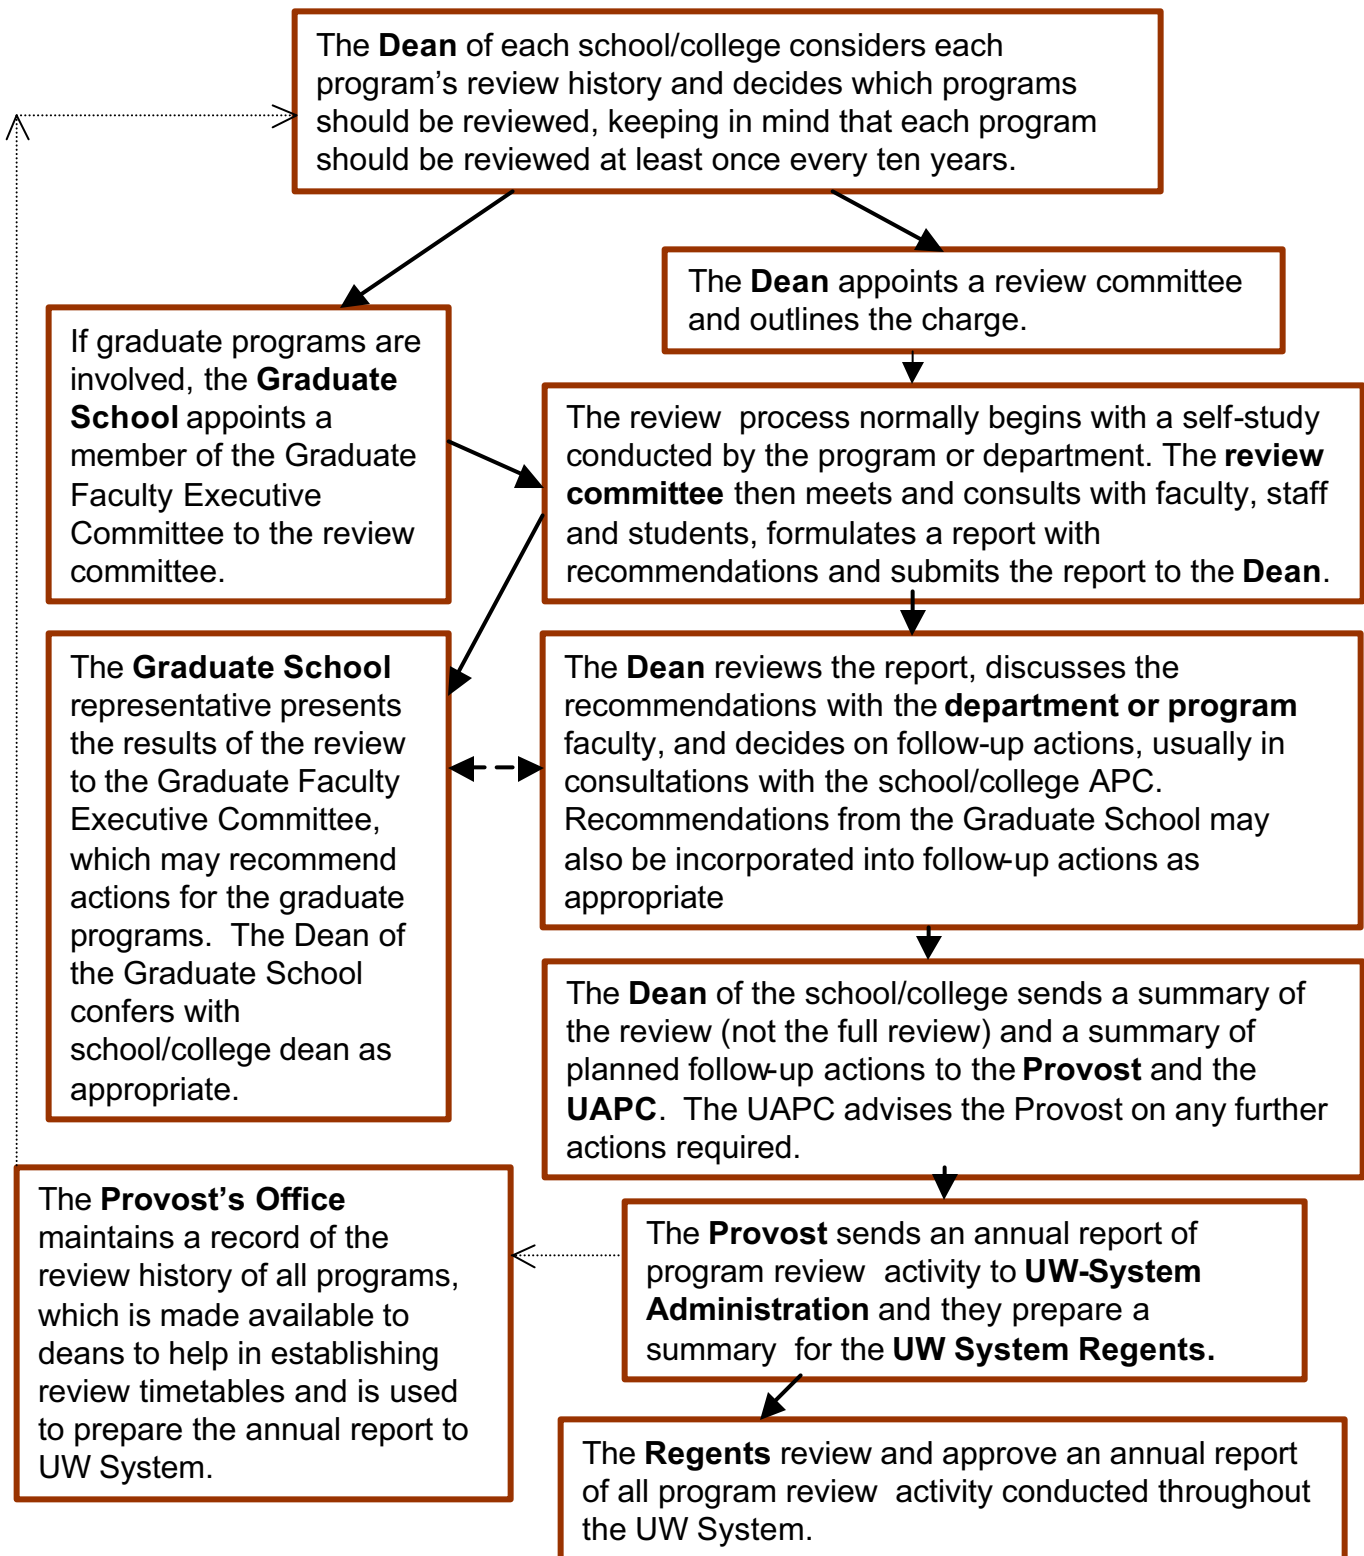 The Dean of each school/college considers each
program’s review history and decides which programs
should be reviewed, keeping in mind that each program
should be reviewed at least once every ten years.
The Dean appoints a review committee
and outlines the charge.
If graduate programs are
involved, the Graduate
School appoints a
member of the Graduate
Faculty Executive
Committee to the review
committee.
The review process normally begins with a self-study
conducted by the program or department. The review
committee then meets and consults with faculty, staff
and students, formulates a report with
recommendations and submits the report to the Dean.
The Graduate School
representative presents
the results of the review
to the Graduate Faculty
Executive Committee,
which may recommend
actions for the graduate
programs. The Dean of
the Graduate School
confers with
school/college dean as
appropriate.
The Dean reviews the report, discusses the
recommendations with the department or program
faculty, and decides on follow-up actions, usually in
consultations with the school/college APC.
Recommendations from the Graduate School may
also be incorporated into follow-up actions as
appropriate
The Dean of the school/college sends a summary of
the review (not the full review) and a summary of
planned follow-up actions to the Provost and the
UAPC. The UAPC advises the Provost on any further
actions required.
The Provost’s Office
maintains a record of the
review history of all programs,
which is made available to
deans to help in establishing
review timetables and is used
to prepare the annual report to
UW System.
The Provost sends an annual report of
program review activity to UW-System
Administration and they prepare a
summary for the UW System Regents.
The Regents review and approve an annual report
of all program review activity conducted throughout
the UW System.